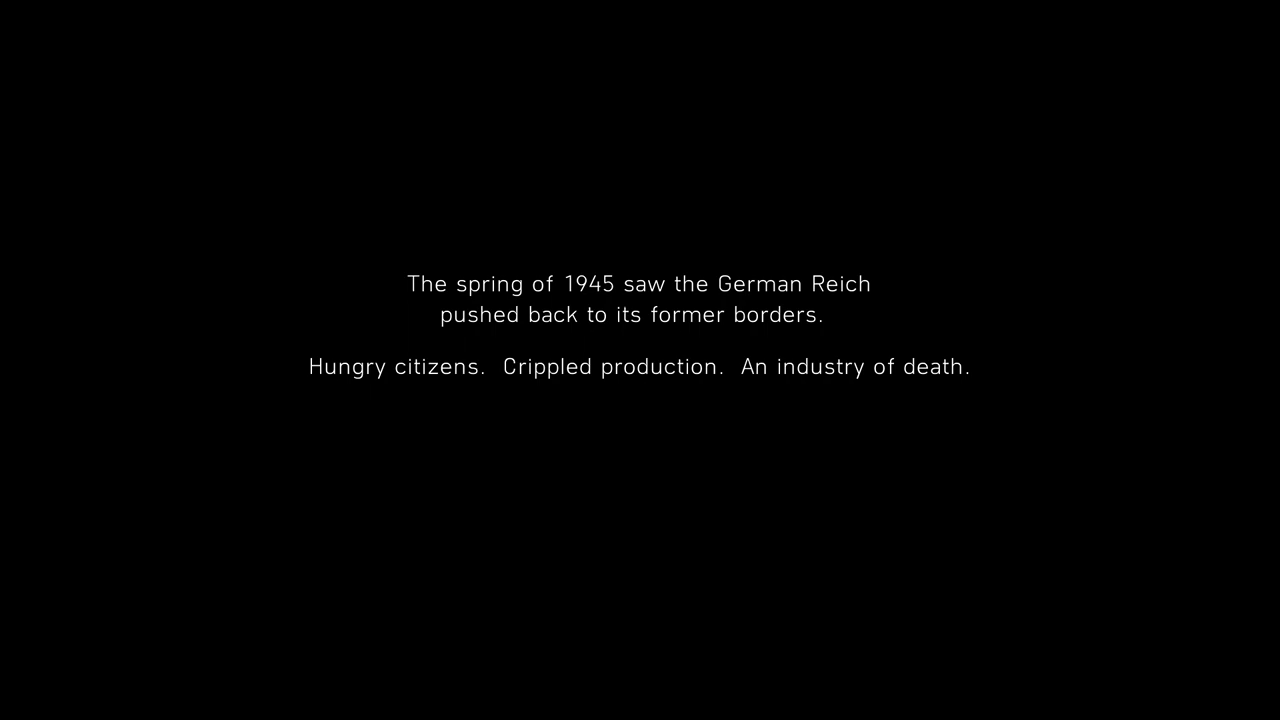 The spring of 1945 saw the German Reich
pushed back to its former borders.
Hungry citizens.  Crippled production.  An industry of death.